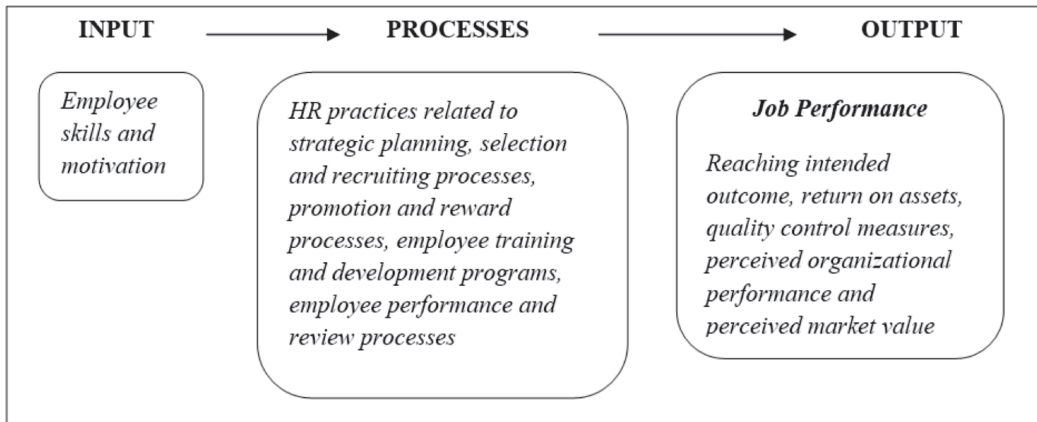 INPUT
PROCESSES
OUTPUT
Employee
skills and
motivation
HR practices related to
strategic planning, selection
and recruiting processes,
promotion and reward
processes, employee training
and development programs,
employee performance and
review processes
Job Performance
Reaching intended
outcome, return on assets,
quality control measures,
perceived organizational
performance and
perceived market value